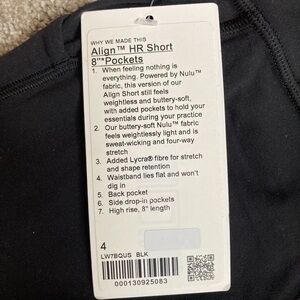 WHY WE MADE THIS
Align™ HR Short
8"*Pockets
1. When feeling nothing is
everything. Powered by Nulu™
fabric, this version of our
Align Short still feels
weightless and buttery-soft,
with added pockets to hold your
essentials during your practice
2. Our buttery-soft Nulu™ fabric
feels weightlessly light and is
sweat-wicking and four-way
stretch
3. Added Lycra® fibre for stretch
and shape retention
4. Waistband lies flat and won't
dig in
5. Back pocket
6. Side drop-in pockets
7. High rise, 8" length
4
LW7BQUS BLK
000130925083